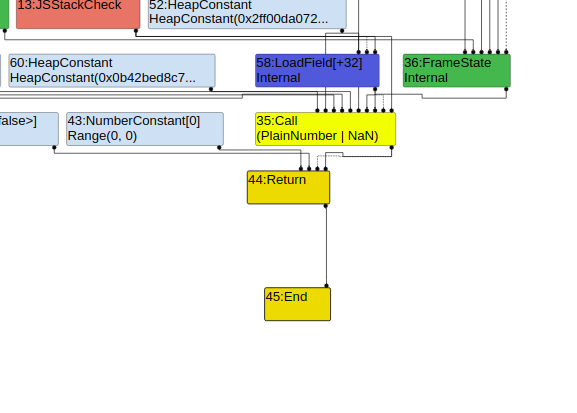 13:JSStackCheck
52:HeapConstant
HeapConstant(0x2ff00da072...
60:HeapConstant
HeapConstant(0x0b42bed8c7...
58:LoadField[+32]
Internal
36:FrameState
Internal
false>]
43:NumberConstant[0]
Range(0, 0)
35:Call
(PlainNumber | NaN)
44:Return
45:End